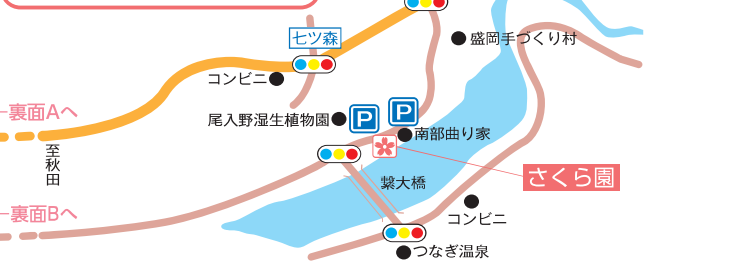 七ツ森
盛岡手づくり村
コンビニ
裏面Aへ
尾入野湿生植物園
P
P
南部曲り家
至秋田
繋大橋
さくら園
裏面Bへ
コンビニ
つなぎ温泉